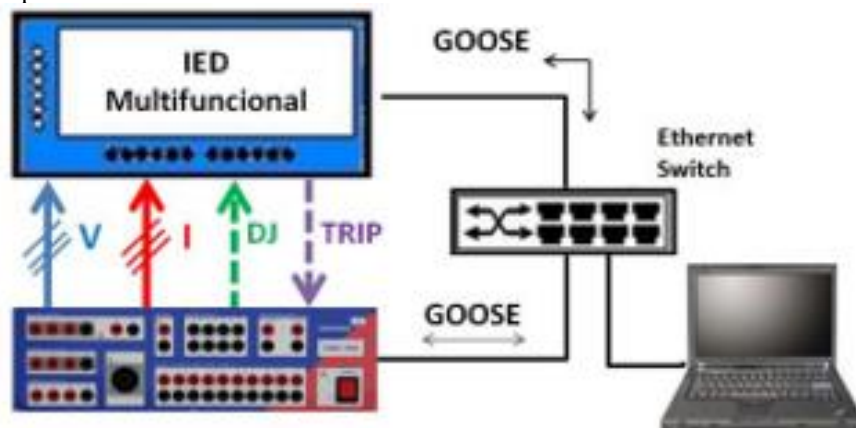 IED
Multifuncional
GOOSE
Ethernet
Switch
V
I
DJ
TRIP
GOOSE